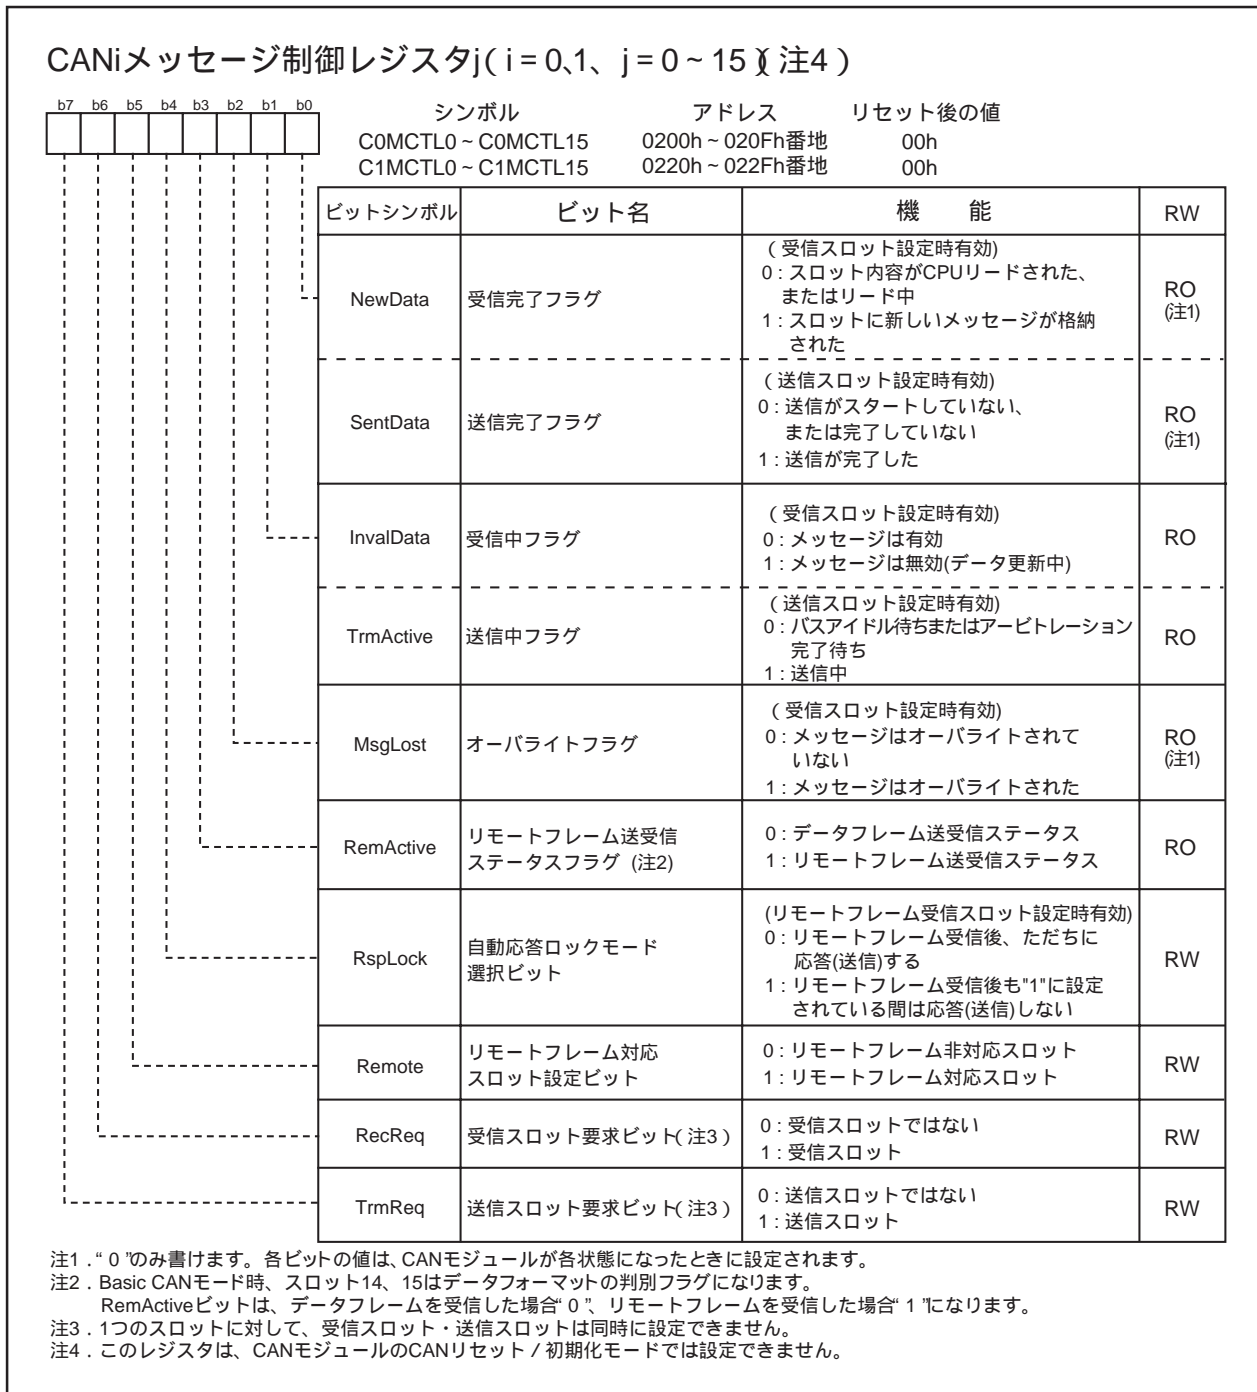 CANiメッセージ制御レジスタj( i = 0,1、 j = 0 ~ 15 )( 注4 )
b7 b6 b5 b4 b3 b2 b1 b0
シンボル アドレス リセット後の値
C0MCTL0 ~ C0MCTL15 0200h ~ 020Fh番地 00h
C1MCTL0 ~ C1MCTL15 0220h ~ 022Fh番地 00h
ビットシンボル ビット名 機 能 RW
NewData 受信完了フラグ
( 受信スロット設定時有効)
0 : スロット内容がCPUリードされた、
またはリード中
1 : スロットに新しいメッセージが格納
された
RO
(注1)
SentData 送信完了フラグ
( 送信スロット設定時有効)
0 : 送信がスタートしていない、
または完了していない
1 : 送信が完了した
RO
(注1)
InvalData 受信中フラグ
( 受信スロット設定時有効)
0 : メッセージは有効
1 : メッセージは無効(データ更新中)
RO
TrmActive 送信中フラグ
( 送信スロット設定時有効)
0 : バスアイドル待ちまたはアービトレーション
完了待ち
1 : 送信中
RO
MsgLost オーバライトフラグ
( 受信スロット設定時有効)
0 : メッセージはオーバライトされて
いない
1 : メッセージはオーバライトされた
RO
(注1)
RemActive リモートフレーム送受信
ステータスフラグ (注2)
0 : データフレーム送受信ステータス
1 : リモートフレーム送受信ステータス
RO
RspLock 自動応答ロックモード
選択ビット
(リモートフレーム受信スロット設定時有効)
0 : リモートフレーム受信後、ただちに
応答(送信)する
1 : リモートフレーム受信後も"1"に設定
されている間は応答(送信)しない
RW
Remote リモートフレーム対応
スロット設定ビット
0 : リモートフレーム非対応スロット
1 : リモートフレーム対応スロット
RW
RecReq 受信スロット要求ビット( 注3 )
0 : 受信スロットではない
1 : 受信スロット
RW
TrmReq 送信スロット要求ビット( 注3 )
0 : 送信スロットではない
1 : 送信スロット
RW
注1 . “ 0 ”のみ書けます。各ビットの値は、CANモジュールが各状態になったときに設定されます。
注2 . Basic CANモード時、スロット14、15はデータフォーマットの判別フラグになります。
RemActiveビットは、データフレームを受信した場合“ 0 ”、リモートフレームを受信した場合“ 1 ”になります。
注3 . 1つのスロットに対して、受信スロット・送信スロットは同時に設定できません。
注4 . このレジスタは、CANモジュールのCANリセット / 初期化モードでは設定できません。